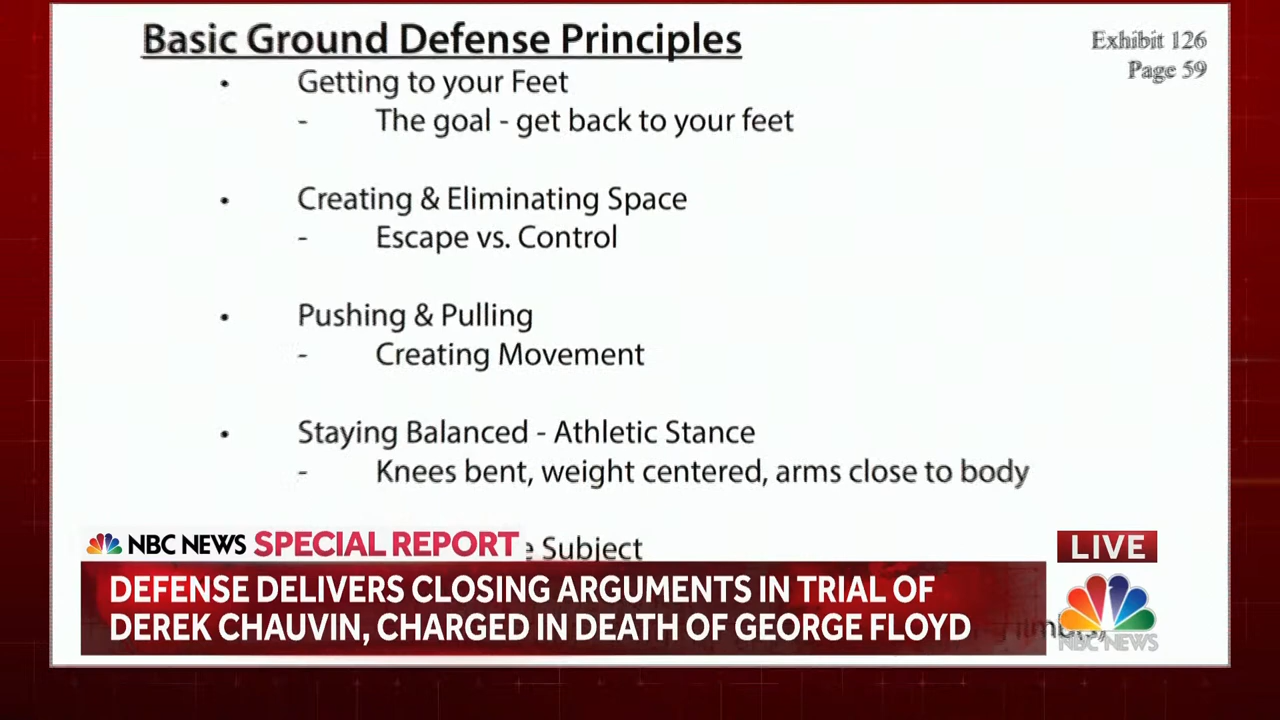 Basic Ground Defense Principles
Exhibit 126
Page 59
• Getting to your Feet
- The goal - get back to your feet
• Creating & Eliminating Space
- Escape vs. Control
• Pushing & Pulling
- Creating Movement
• Staying Balanced - Athletic Stance
- Knees bent, weight centered, arms close to body
Subject
NBC NEWS SPECIAL REPORT
LIVE
DEFENSE DELIVERS CLOSING ARGUMENTS IN TRIAL OF
DEREK CHAUVIN, CHARGED IN DEATH OF GEORGE FLOYD
NBC NEWS